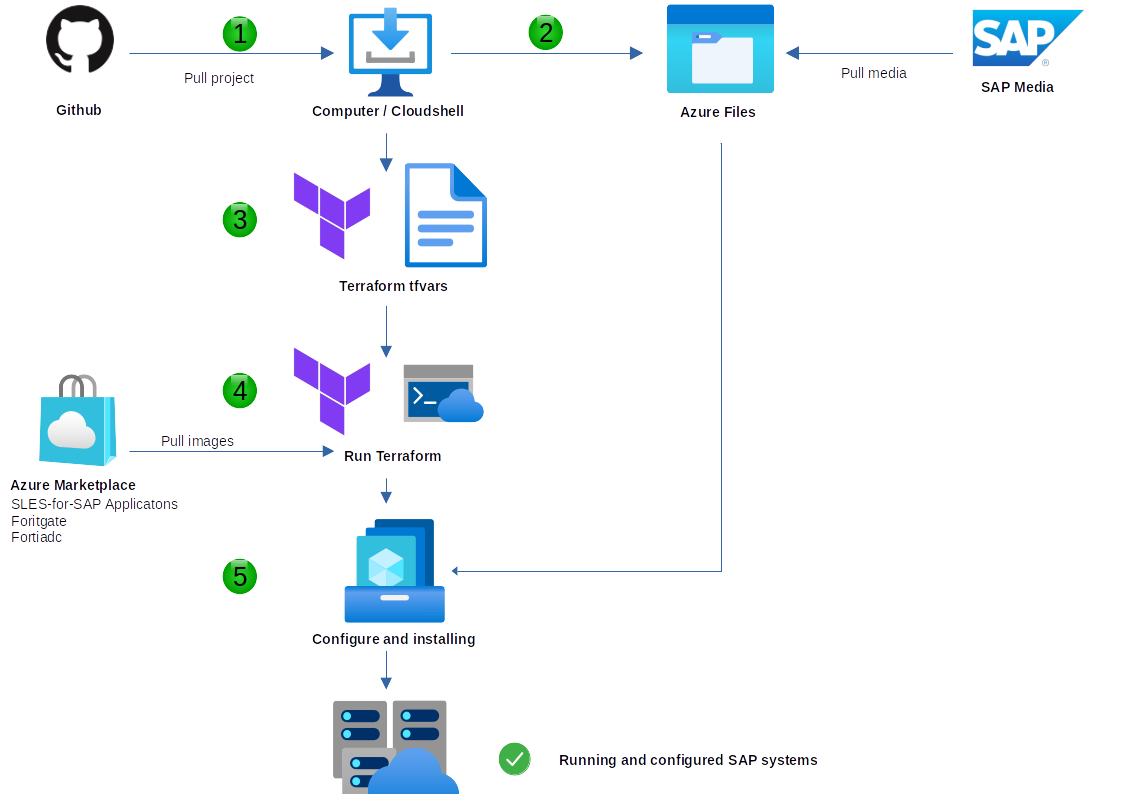 1
2
SAP
®
Pull project
Pull media
Github
Computer / Cloudshell
Azure Files
SAP Media
3
Terraform tfvars
4
Pull images
Run Terraform
Azure Marketplace
SLES-for-SAP Applicatons
Foritgate
Fortiadc
5
Configure and installing
Running and configured SAP systems